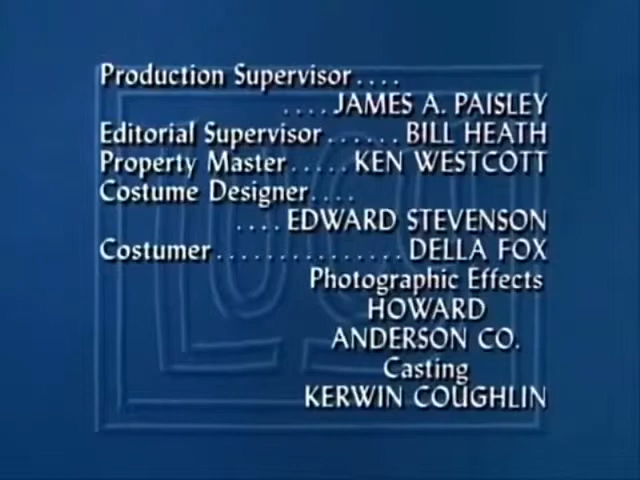 Production Supervisor....
....JAMES A. PAISLEY
Editorial Supervisor......BILL HEATH
Property Master.....KEN WESTCOTT
Costume Designer....
....EDWARD STEVENSON
Costumer...............DELLA FOX
Photographic Effects
HOWARD
ANDERSON CO.
Casting
KERWIN COUGHLIN